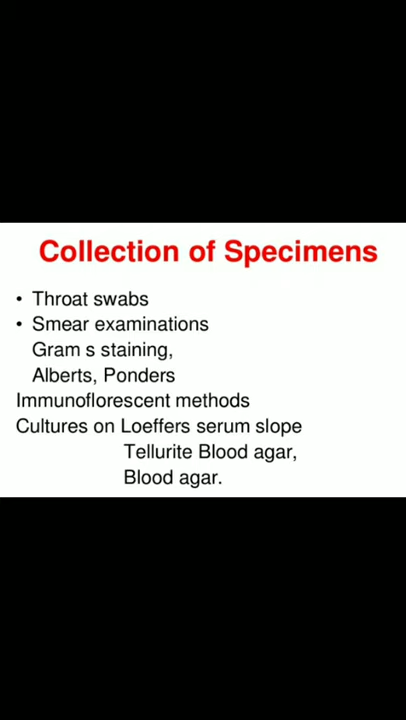 Collection of Specimens
• Throat swabs
• Smear examinations
Gram s staining,
Alberts, Ponders
Immunoflorescent methods
Cultures on Loeffers serum slope
Tellurite Blood agar,
Blood agar.